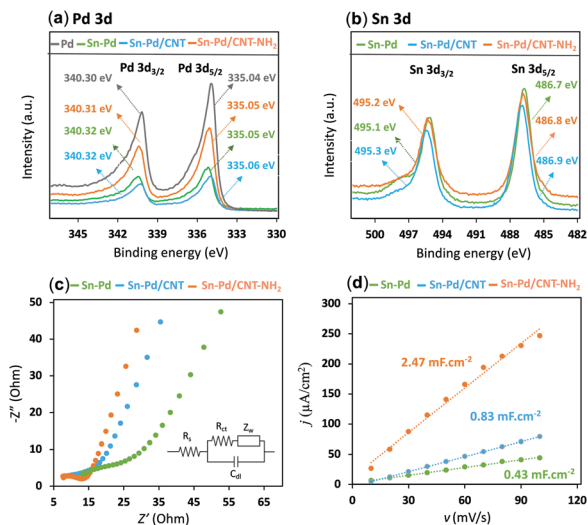 (a) Pd 3d
Pd Sn-Pd Sn-Pd/CNT Sn-Pd/CNT-NH₂
Pd 3d₃/₂ Pd 3d₅/₂
340.30 eV
335.04 eV
340.31 eV
335.05 eV
340.32 eV
335.05 eV
340.32 eV
335.06 eV
Intensity (a.u.)
345 342 339 336 333 330
Binding energy (eV)
(b) Sn 3d
Sn-Pd Sn-Pd/CNT Sn-Pd/CNT-NH₂
Sn 3d₃/₂ Sn 3d₅/₂
486.7 eV
495.2 eV
486.8 eV
495.1 eV
495.3 eV
486.9 eV
Intensity (a.u.)
500 497 494 491 488 485 482
Binding energy (eV)
(c) Sn-Pd Sn-Pd/CNT Sn-Pd/CNT-NH₂
50
40
30
20
10
0
-Z″ (Ohm)
Rs
Rct
Zw
Cdl
5 15 25 35 45 55 65
Z′ (Ohm)
(d) Sn-Pd Sn-Pd/CNT Sn-Pd/CNT-NH₂
300
250
200
150
100
50
0
j (µA/cm²)
2.47 mF.cm⁻²
0.83 mF.cm⁻²
0.43 mF.cm⁻²
0 30 60 90 120
v (mV/s)